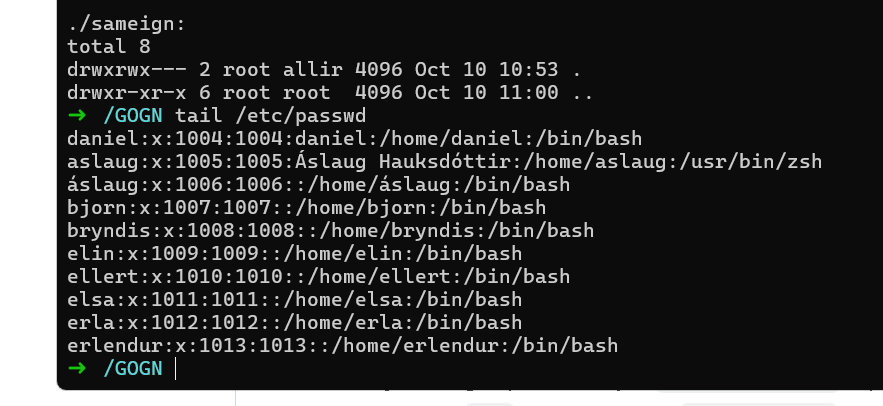 ./sameign:
total 8
drwxrwx--- 2 root allir 4096 Oct 10 10:53 .
drwxr-xr-x 6 root root  4096 Oct 10 11:00 ..
➜ /GOGN tail /etc/passwd
daniel:x:1004:1004:daniel:/home/daniel:/bin/bash
aslaug:x:1005:1005:Áslaug Hauksdóttir:/home/aslaug:/usr/bin/zsh
áslaug:x:1006:1006::/home/áslaug:/bin/bash
bjorn:x:1007:1007::/home/bjorn:/bin/bash
bryndis:x:1008:1008::/home/bryndis:/bin/bash
elin:x:1009:1009::/home/elin:/bin/bash
ellert:x:1010:1010::/home/ellert:/bin/bash
elsa:x:1011:1011::/home/elsa:/bin/bash
erla:x:1012:1012::/home/erla:/bin/bash
erlendur:x:1013:1013::/home/erlendur:/bin/bash
➜ /GOGN